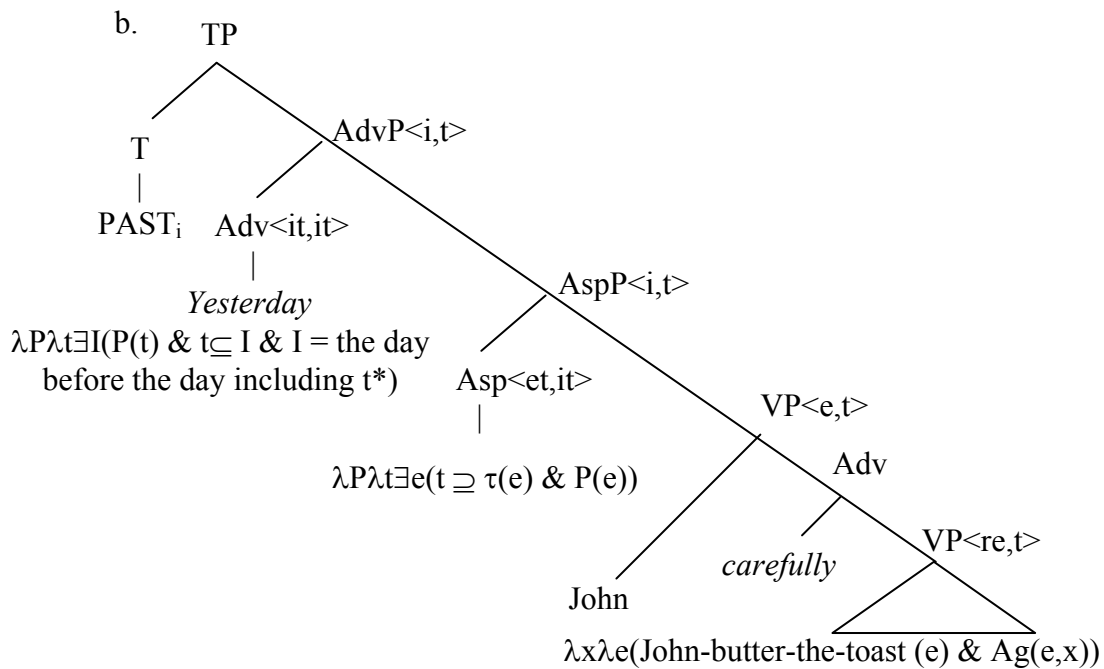 b.
TP
T
AdvP<i,t>
PASTᵢ
Adv<it,it>
Yesterday
λPλt∃I(P(t) & t⊆ I & I = the day
before the day including t*)
AspP<i,t>
Asp<et,it>
λPλt∃e(t ⊇ τ(e) & P(e))
VP<e,t>
John
Adv
carefully
VP<re,t>
λxλe(John-butter-the-toast (e) & Ag(e,x))